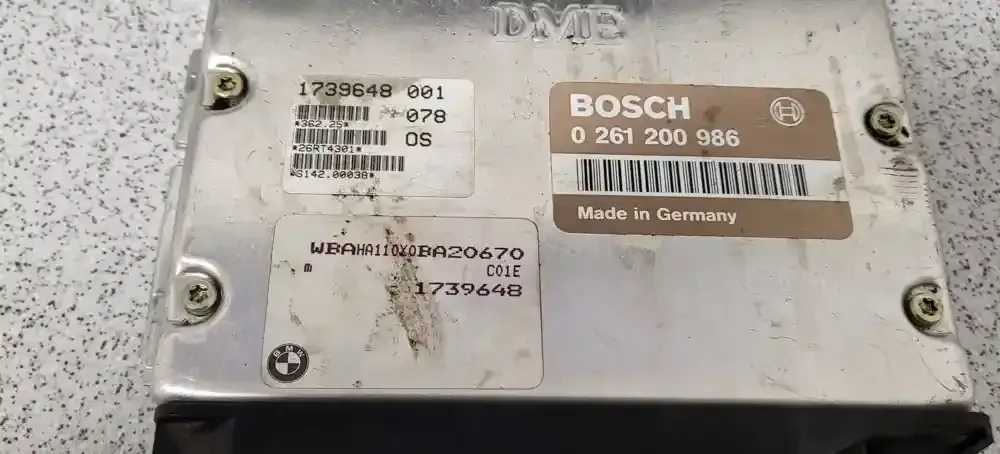 DME
1739648 001
078
*362.25*
OS
*26RT4301*
*S142.00038*
BOSCH
0 261 200 986
Made in Germany
WBAHA110X0BA20670
m C01E
1739648
BMW